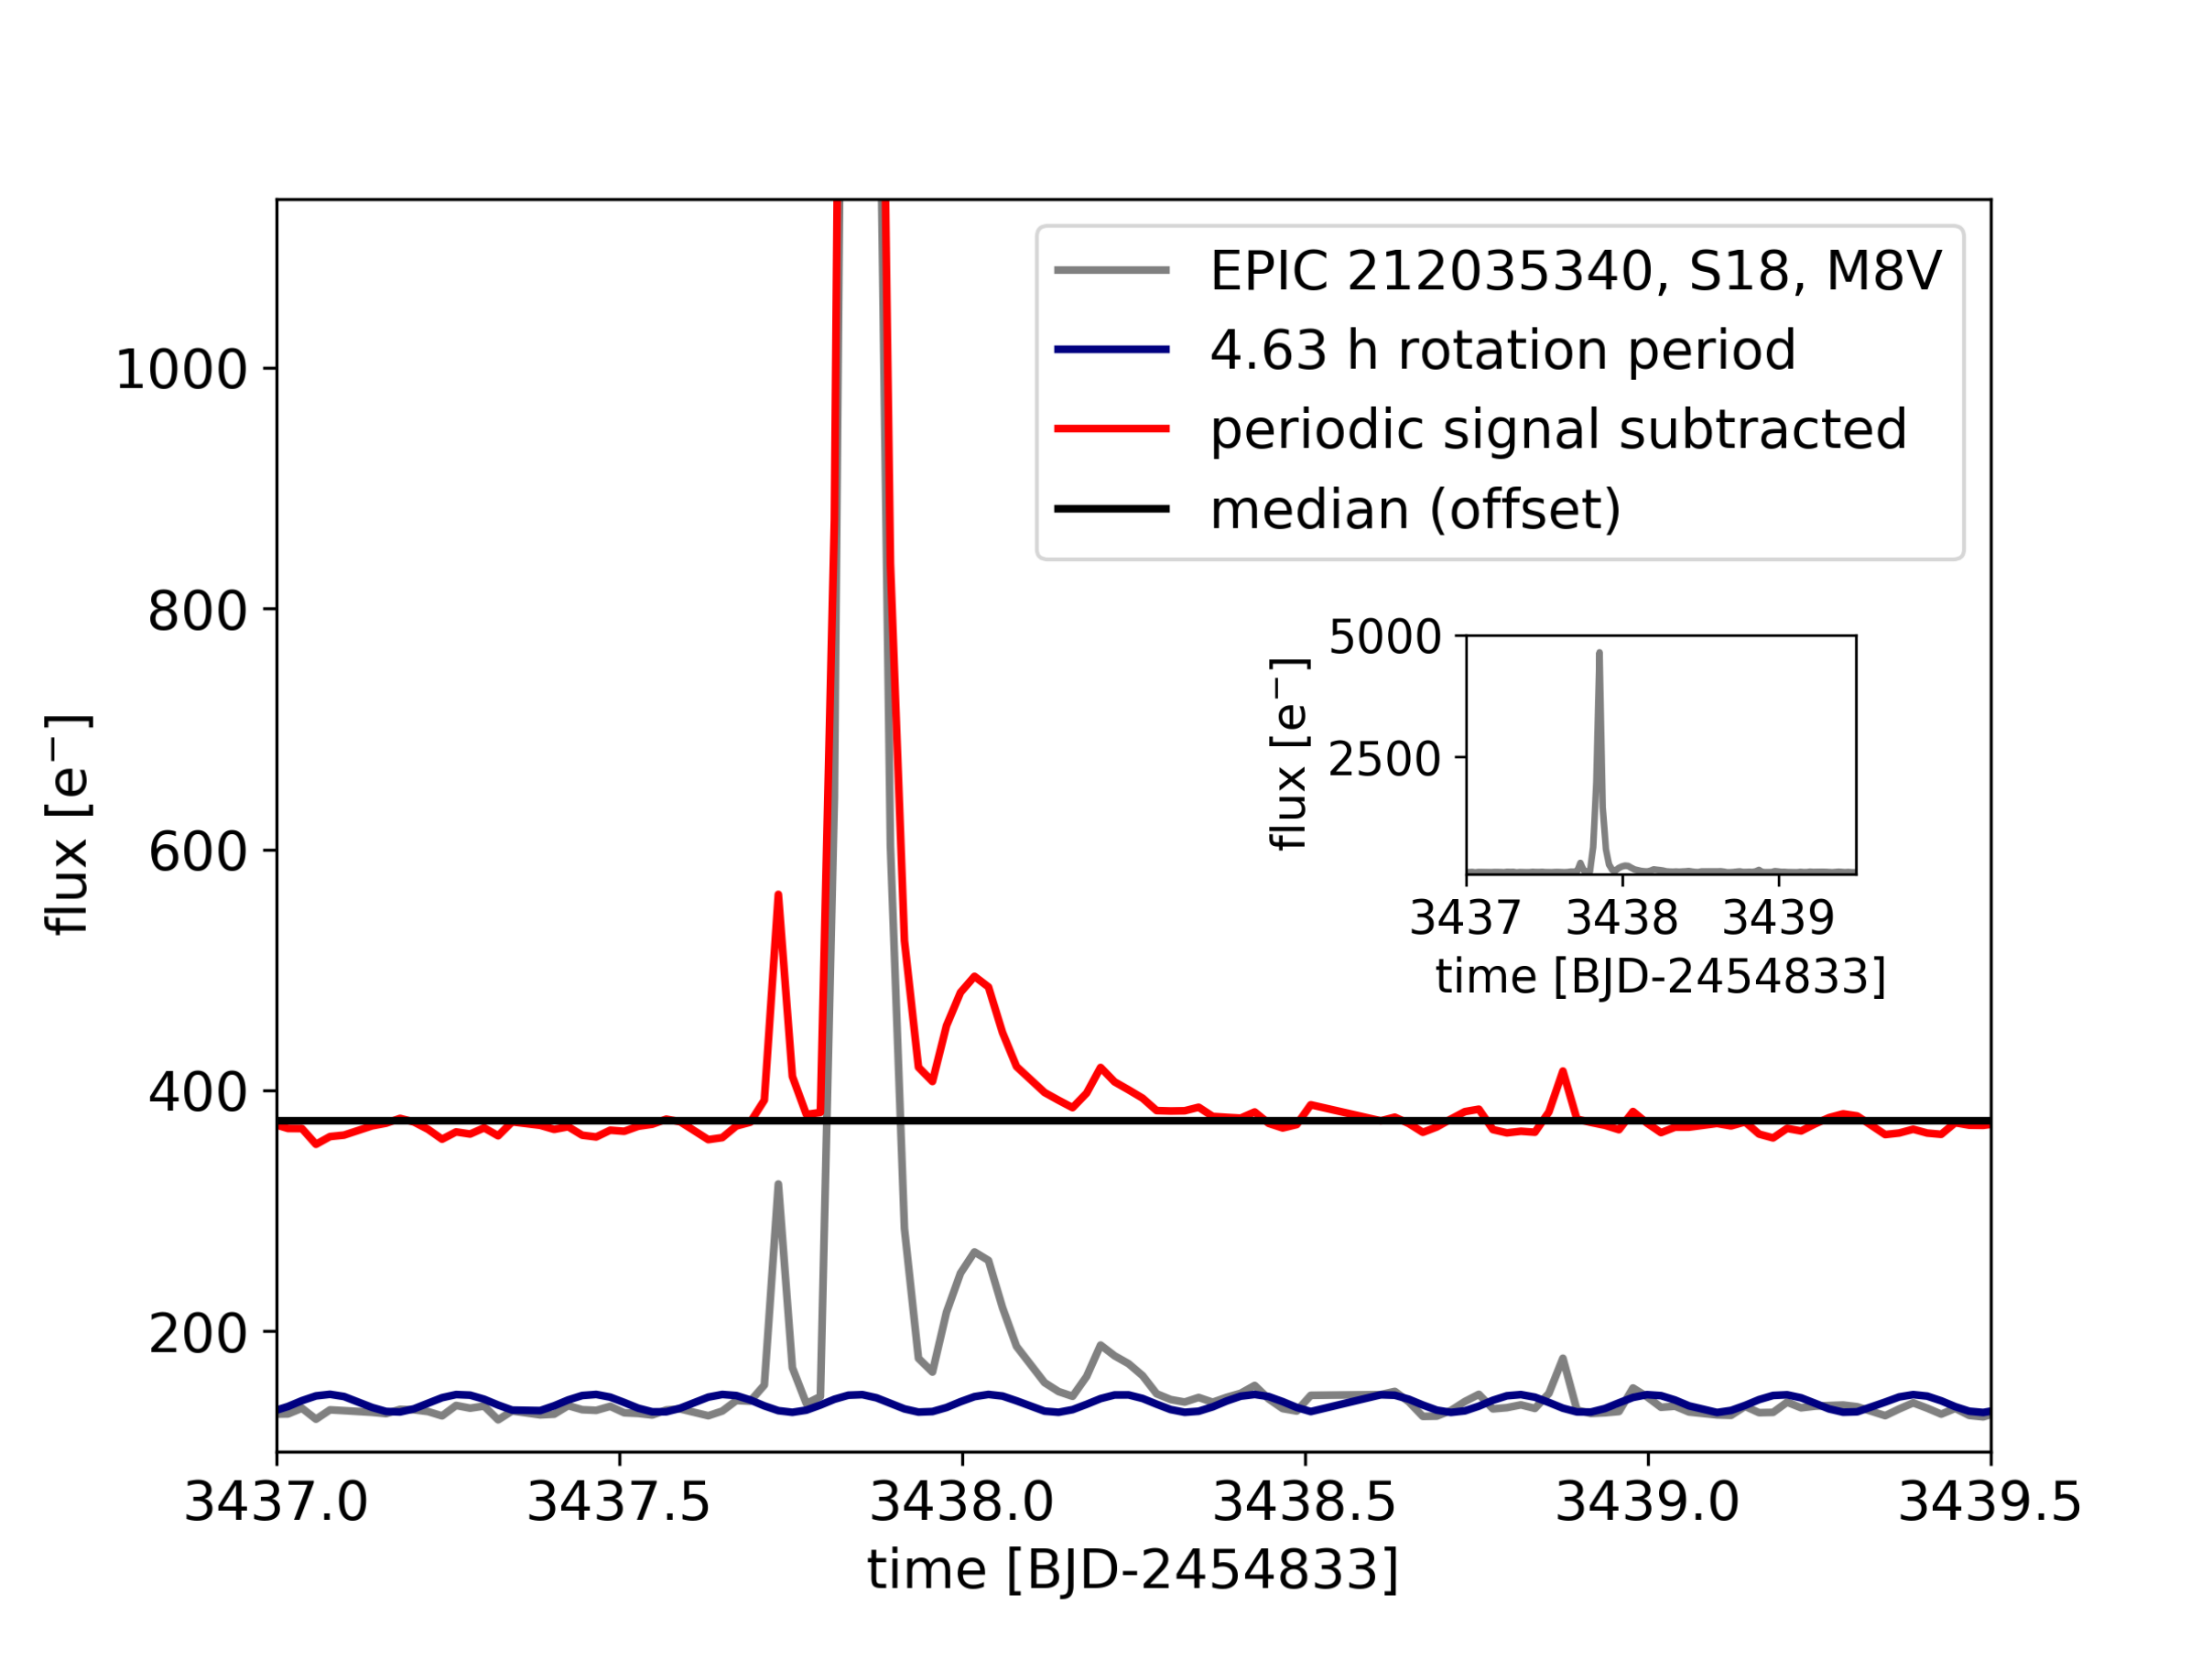 EPIC 212035340, S18, M8V
4.63 h rotation period
periodic signal subtracted
median (offset)
1000
800
600
400
200
flux [e⁻]
3437.0 3437.5 3438.0 3438.5 3439.0 3439.5
time [BJD-2454833]
5000
2500
flux [e⁻]
3437 3438 3439
time [BJD-2454833]